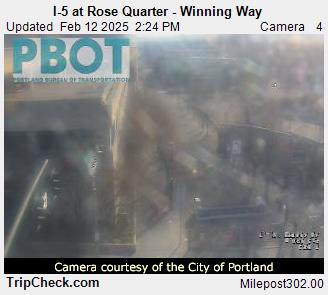 I-5 at Rose Quarter - Winning Way
Updated Feb 12 2025 2:24 PM Camera 4
PBOT
PORTLAND BUREAU OF TRANSPORTATION
Camera courtesy of the City of Portland
TripCheck.com Milepost302.00